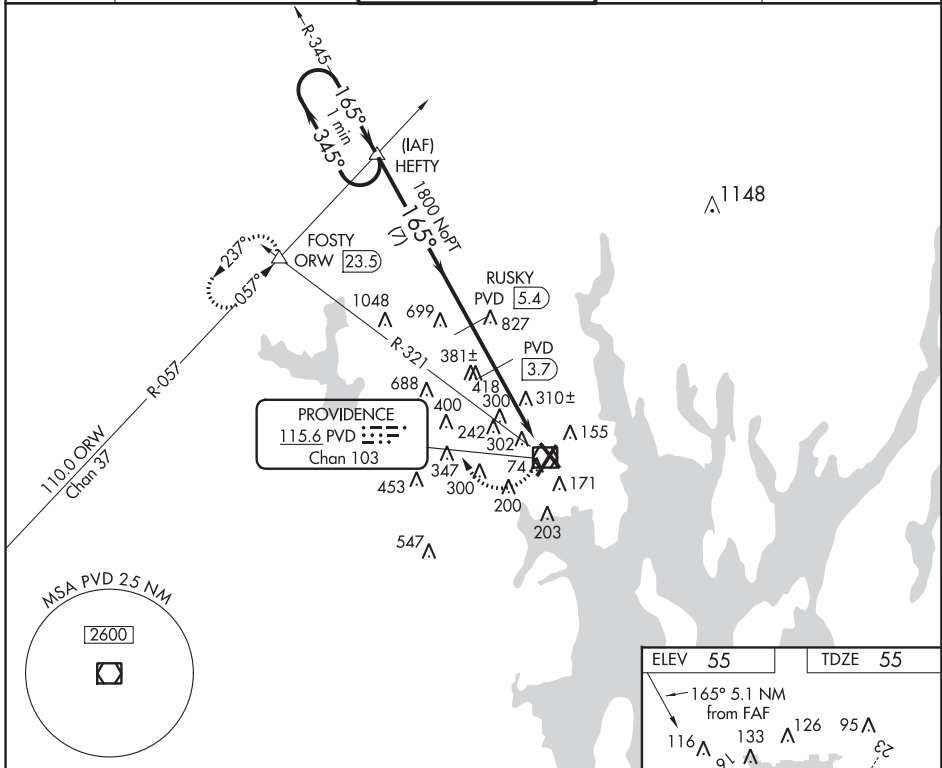 R-345
165°
1 min
345°
(IAF)
HEFTY
1800 NoPT
165°
(7)
1148
FOSTY
ORW 23.5
237°
057°
RUSKY
PVD 5.4
1048
699
827
R-321
381±
PVD
3.7
418
688
400
300
310±
R-057
PROVIDENCE
115.6 PVD
Chan 103
242
302
155
110.0 ORW
Chan 37
347
74
453
300
171
200
203
547
MSA PVD 25 NM
2600
ELEV 55
TDZE 55
165° 5.1 NM
from FAF
116
133
126
95
16
23